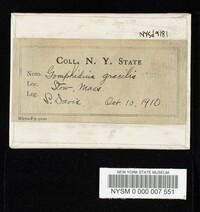 NYSf9181
COLL. N. Y. STATE
Nom. Gomphidius gracilis
Loc. Stow, Mass.
Leg.
S. Davis Oct. 10, 1910
NEW YORK STATE MUSEUM
NYSM 0 000 007 551